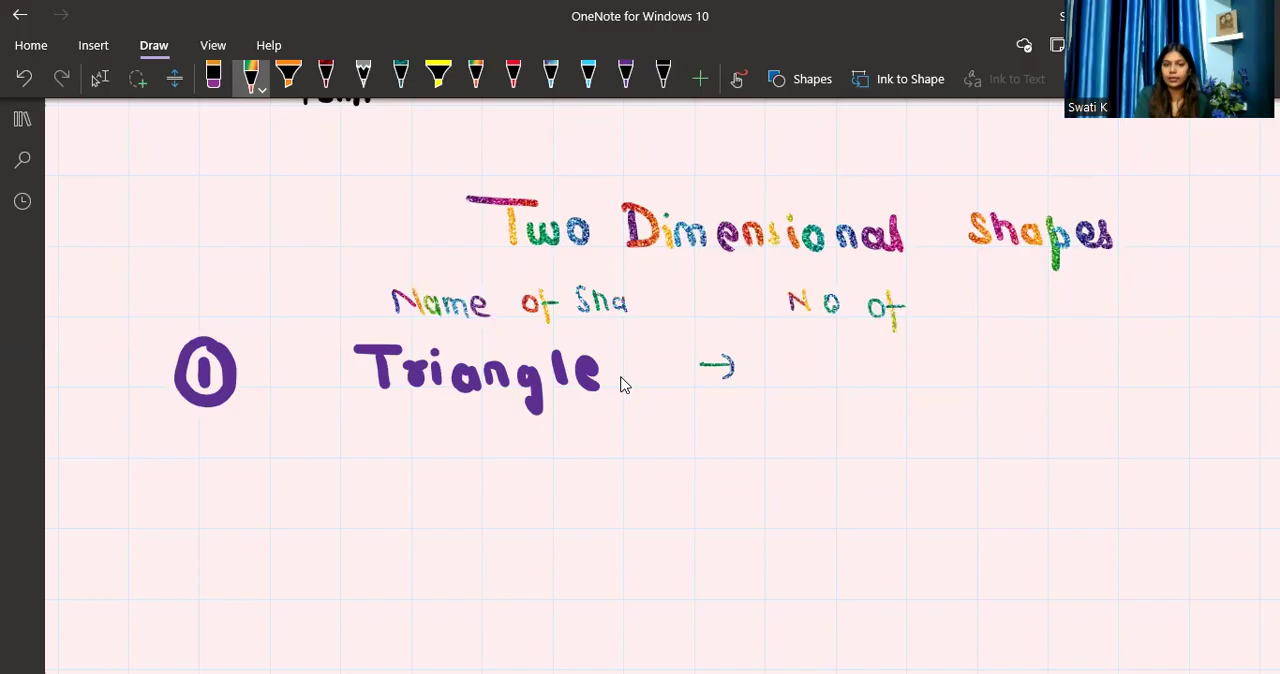 OneNote for Windows 10
Home Insert Draw View Help
Shapes Ink to Shape Ink to Text
Swati K
Two Dimensional shapes
Name of Sha No of
1 Triangle →